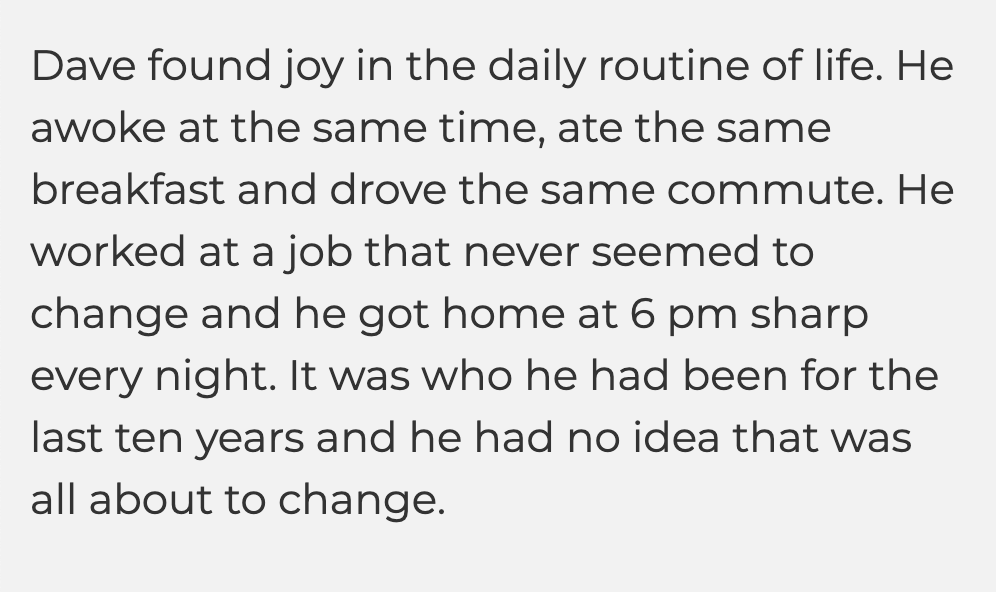 Dave found joy in the daily routine of life. He
awoke at the same time, ate the same
breakfast and drove the same commute. He
worked at a job that never seemed to
change and he got home at 6 pm sharp
every night. It was who he had been for the
last ten years and he had no idea that was
all about to change.